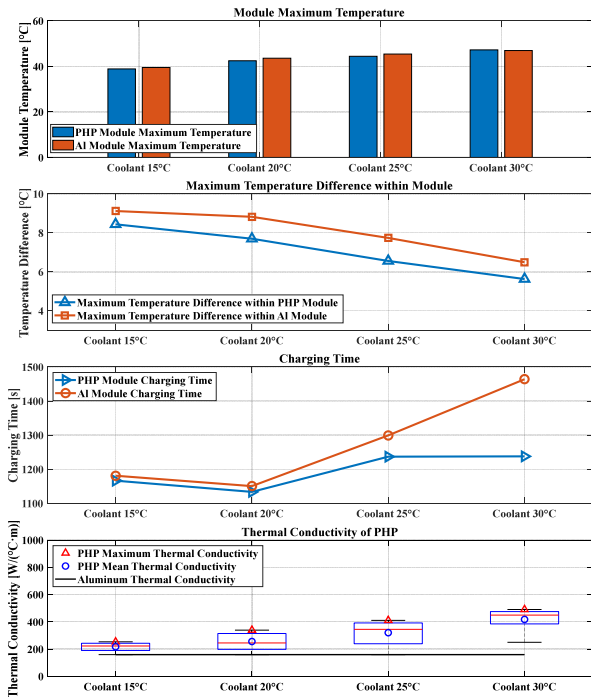 Module Maximum Temperature
Module Temperature [°C]
60
40
20
0
PHP Module Maximum Temperature
Al Module Maximum Temperature
Coolant 15°C
Coolant 20°C
Coolant 25°C
Coolant 30°C
Maximum Temperature Difference within Module
Temperature Difference [°C]
10
8
6
4
Maximum Temperature Difference within PHP Module
Maximum Temperature Difference within Al Module
Coolant 15°C
Coolant 20°C
Coolant 25°C
Coolant 30°C
Charging Time
Charging Time [s]
1500
1400
1300
1200
1100
PHP Module Charging Time
Al Module Charging Time
Coolant 15°C
Coolant 20°C
Coolant 25°C
Coolant 30°C
Thermal Conductivity of PHP
Thermal Conductivity [W/(°C·m)]
1000
800
600
400
200
0
PHP Maximum Thermal Conductivity
PHP Mean Thermal Conductivity
Aluminum Thermal Conductivity
Coolant 15°C
Coolant 20°C
Coolant 25°C
Coolant 30°C